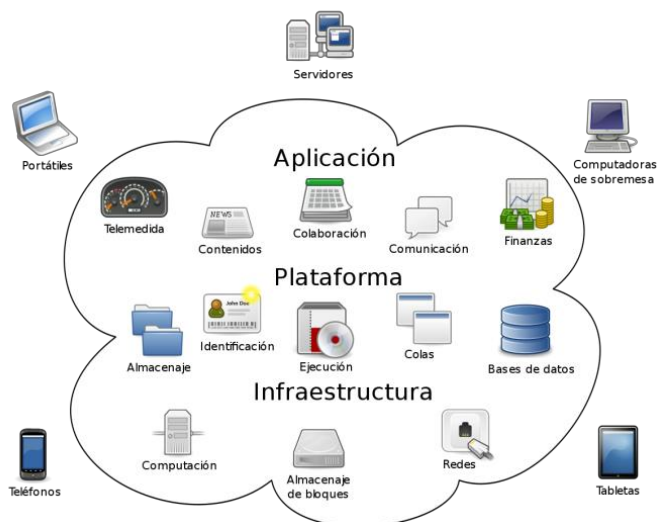 Servidores
Portátiles
Computadoras
de sobremesa
Aplicación
Telemedida
NEWS
Contenidos
Colaboración
Comunicación
Finanzas
Plataforma
John Doe
Almacenaje
Identificación
Ejecución
Colas
Bases de datos
Infraestructura
Computación
Almacenaje
de bloques
Redes
Teléfonos
Tabletas